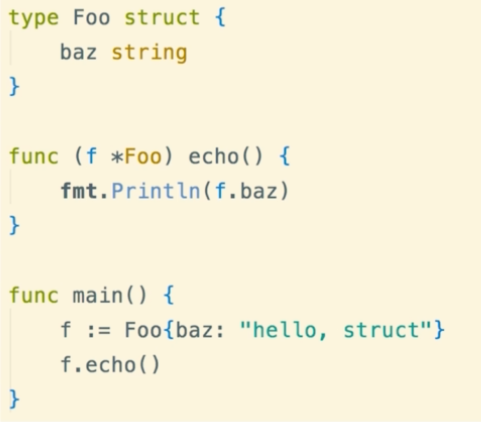 type Foo struct {
    baz string
}

func (f *Foo) echo() {
    fmt.Println(f.baz)
}

func main() {
    f := Foo{baz: "hello, struct"}
    f.echo()
}